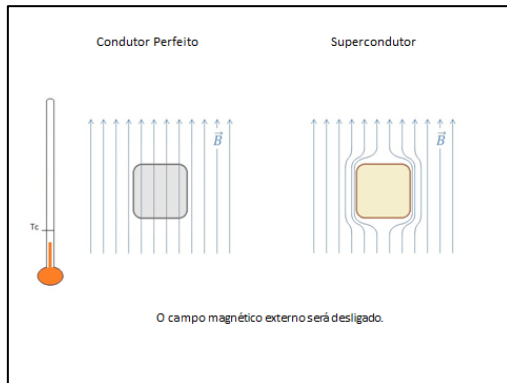 Condutor Perfeito
Supercondutor
B
B
Tc
O campo magnético externo será desligado.